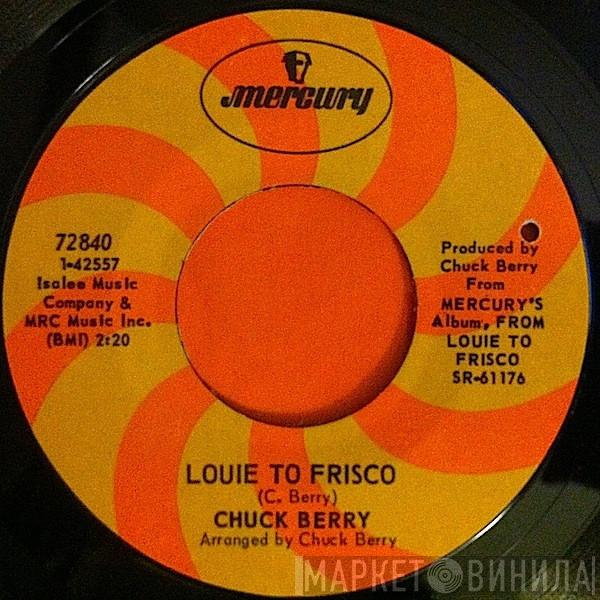 mercury
72840
1-42557
Isalee Music
Company &
MRC Music Inc.
(BMI) 2:20
Produced by
Chuck Berry
From
MERCURY'S
Album, FROM
LOUIE TO
FRISCO
SR-61176
LOUIE TO FRISCO
(C. Berry)
CHUCK BERRY
Arranged by Chuck Berry
МАРКЕТ ВИНИЛА